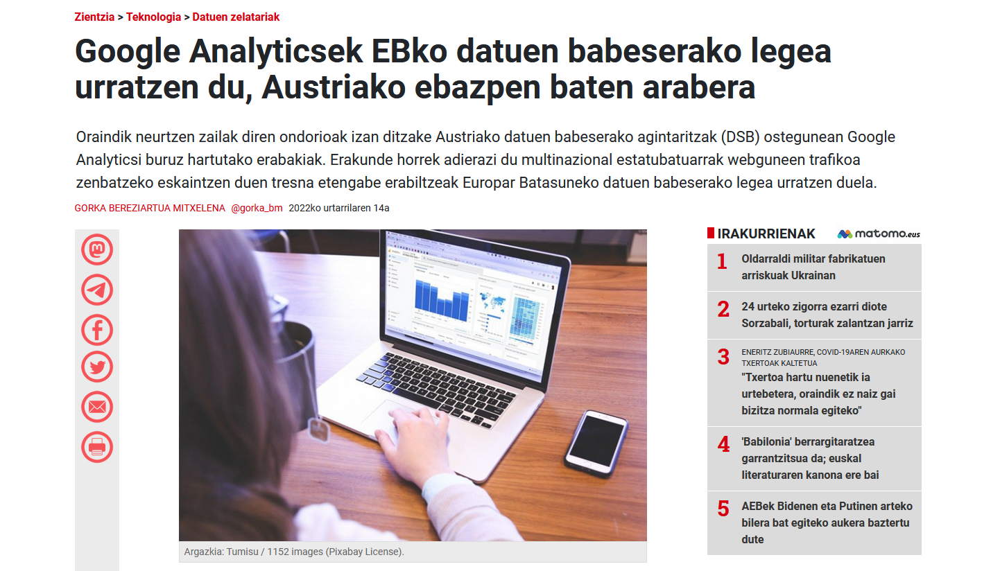 Zientzia > Teknologia > Datuen zelatariak
Google Analyticsek EBko datuen babeserako legea
urratzen du, Austriako ebazpen baten arabera
Oraindik neurtzen zailak diren ondorioak izan ditzake Austriako datuen babeserako agintaritzak (DSB) ostegunean Google
Analyticsi buruz hartutako erabakiak. Erakunde horrek adierazi du multinazional estatubatuarrak webguneen trafikoa
zenbatzeko eskaintzen duen tresna etengabe erabiltzeak Europar Batasuneko datuen babeserako legea urratzen duela.
GORKA BEREZIARTUA MITXELENA @gorka_bm 2022ko urtarrilaren 14a
Argazkia: Tumisu / 1152 images (Pixabay License).
IRAKURRIENAK matomo.eus
1 Oldarraldi militar fabrikatuen
arriskuak Ukrainan
2 24 urteko zigorra ezarri diote
Sorzabali, torturak zalantzan jarriz
3 ENERITZ ZUBIAURRE, COVID-19AREN AURKAKO
TXERTOAK KALTETUA
"Txertoa hartu nuenetik ia
urtebetera, oraindik ez naiz gai
bizitza normala egiteko"
4 'Babilonia' berrargitaratzea
garrantzitsua da; euskal
literaturaren kanona ere bai
5 AEBek Bidenen eta Putinen arteko
bilera bat egiteko aukera baztertu
dute